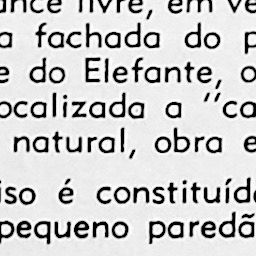 ance livre, em ve
a fachada do p
e do Elefante, o
ocalizada a "ca
natural, obra e
iso é constituíd
pequeno paredã